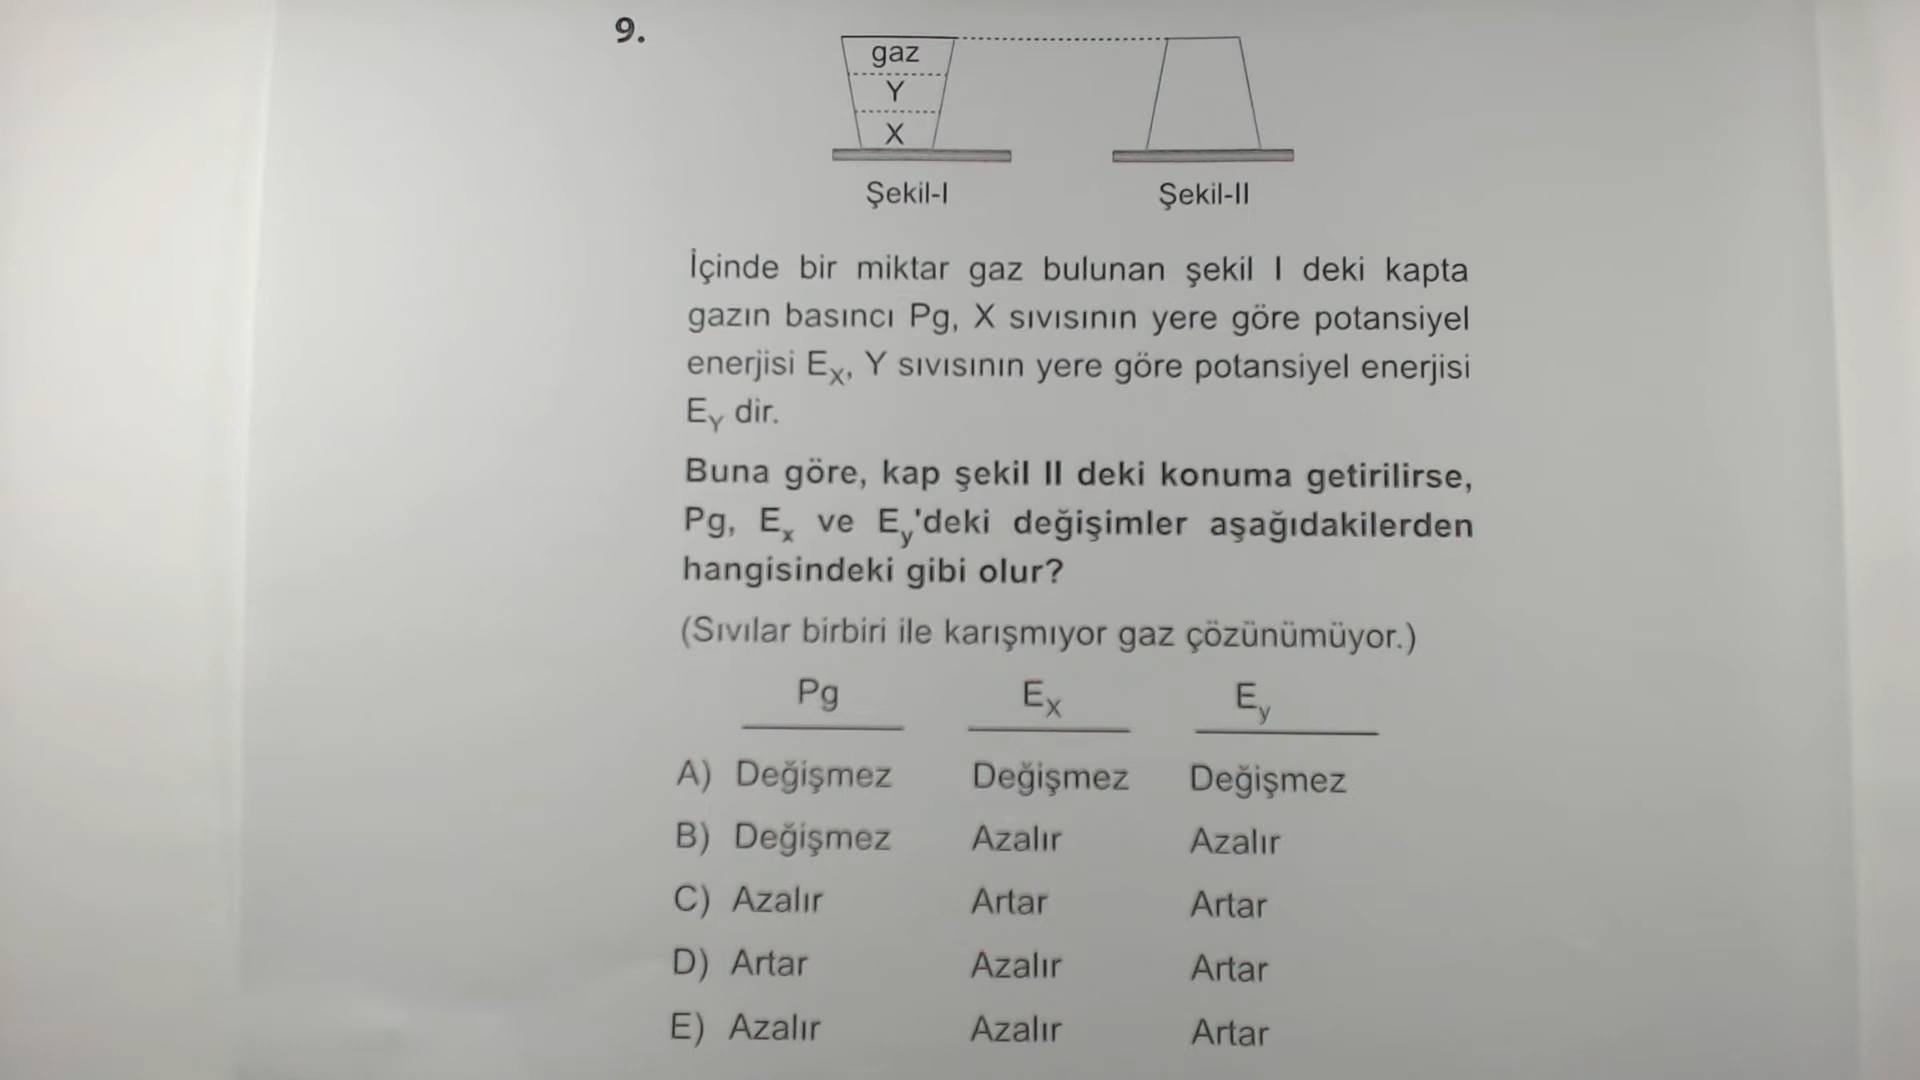 9.
gaz
Y
X
Şekil-I Şekil-II
İçinde bir miktar gaz bulunan şekil I deki kapta
gazın basıncı Pg, X sıvısının yere göre potansiyel
enerjisi EX, Y sıvısının yere göre potansiyel enerjisi
EY dir.
Buna göre, kap şekil II deki konuma getirilirse,
Pg, Ex ve Ey'deki değişimler aşağıdakilerden
hangisindeki gibi olur?
(Sıvılar birbiri ile karışmıyor gaz çözünümüyor.)
Pg EX Ey
A) Değişmez Değişmez Değişmez
B) Değişmez Azalır Azalır
C) Azalır Artar Artar
D) Artar Azalır Artar
E) Azalır Azalır Artar